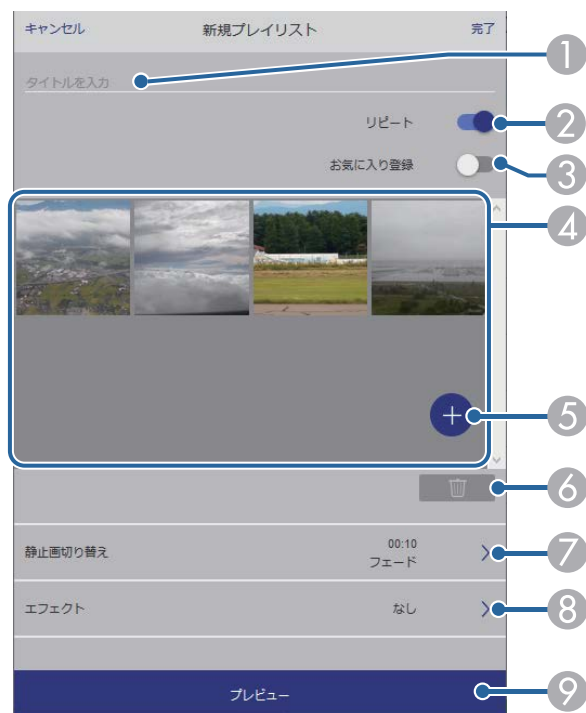 キャンセル 新規プレイリスト 完了
タイトルを入力 1
リピート 2
お気に入り登録 3
4
+ 5
6
静止画切り替え 00:10 フェード 7
エフェクト なし 8
プレビュー 9